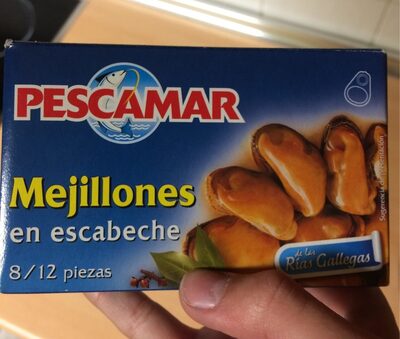 PESCAMAR
Mejillones
en escabeche
8/12 piezas
de las
Rías Gallegas
Sugerencia de presentación